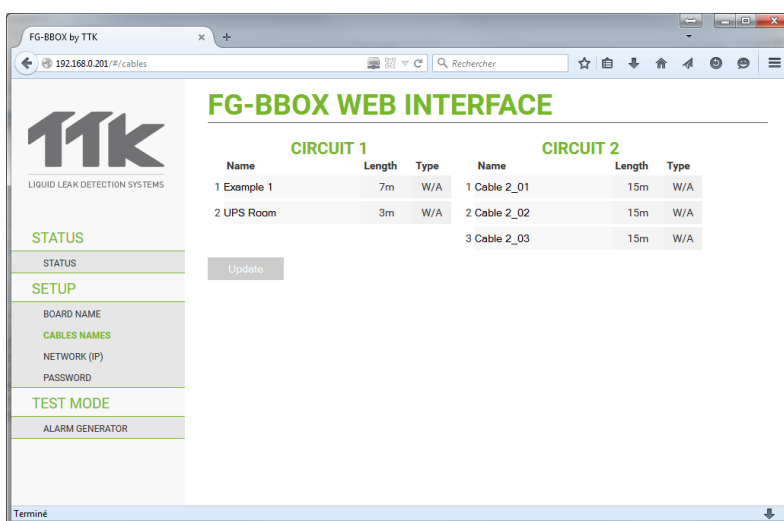 FG-BBOX by TTK
192.168.0.201/#/cables
Rechercher
TTK
LIQUID LEAK DETECTION SYSTEMS
STATUS
STATUS
SETUP
BOARD NAME
CABLES NAMES
NETWORK (IP)
PASSWORD
TEST MODE
ALARM GENERATOR
FG-BBOX WEB INTERFACE
CIRCUIT 1
Name Length Type
1 Example 1 7m W/A
2 UPS Room 3m W/A
CIRCUIT 2
Name Length Type
1 Cable 2_01 15m W/A
2 Cable 2_02 15m W/A
3 Cable 2_03 15m W/A
Update
Terminé